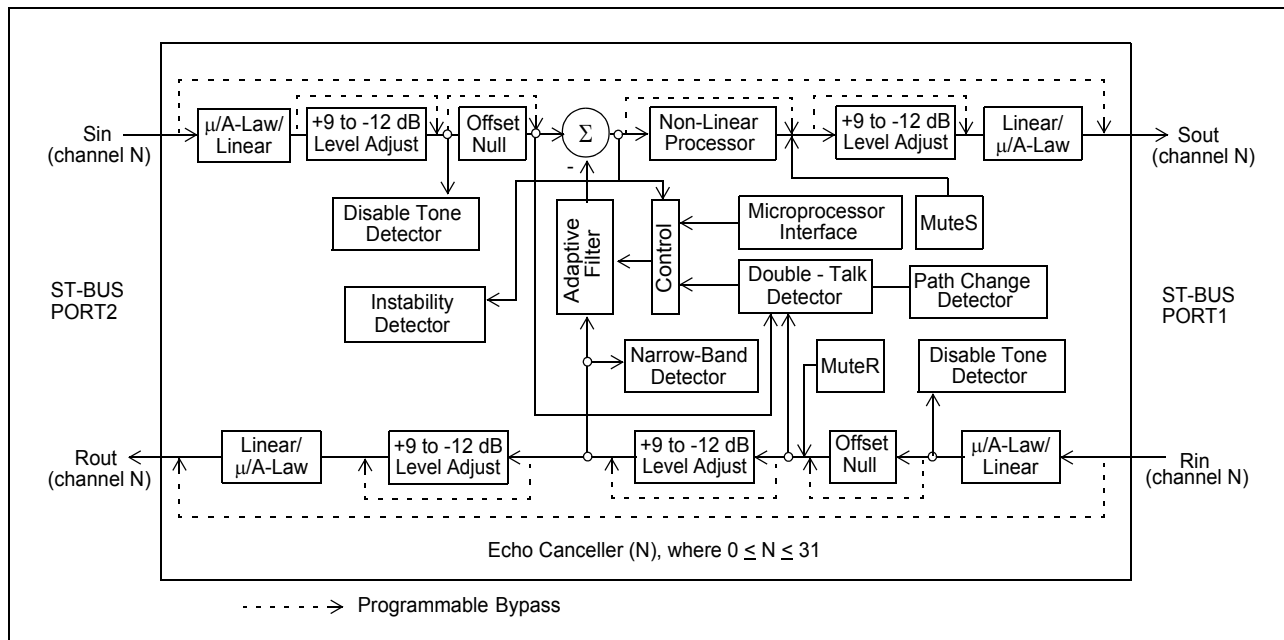 Sin
(channel N)
μ/A-Law/
Linear
+9 to -12 dB
Level Adjust
Offset
Null
Σ
-
Non-Linear
Processor
+9 to -12 dB
Level Adjust
Linear/
μ/A-Law
Sout
(channel N)
Disable Tone
Detector
Adaptive
Filter
Control
Microprocessor
Interface
MuteS
ST-BUS
PORT2
Instability
Detector
Double - Talk
Detector
Path Change
Detector
ST-BUS
PORT1
Narrow-Band
Detector
MuteR
Disable Tone
Detector
Rout
(channel N)
Linear/
μ/A-Law
+9 to -12 dB
Level Adjust
+9 to -12 dB
Level Adjust
Offset
Null
μ/A-Law/
Linear
Rin
(channel N)
Echo Canceller (N), where 0 ≤ N ≤ 31
Programmable Bypass